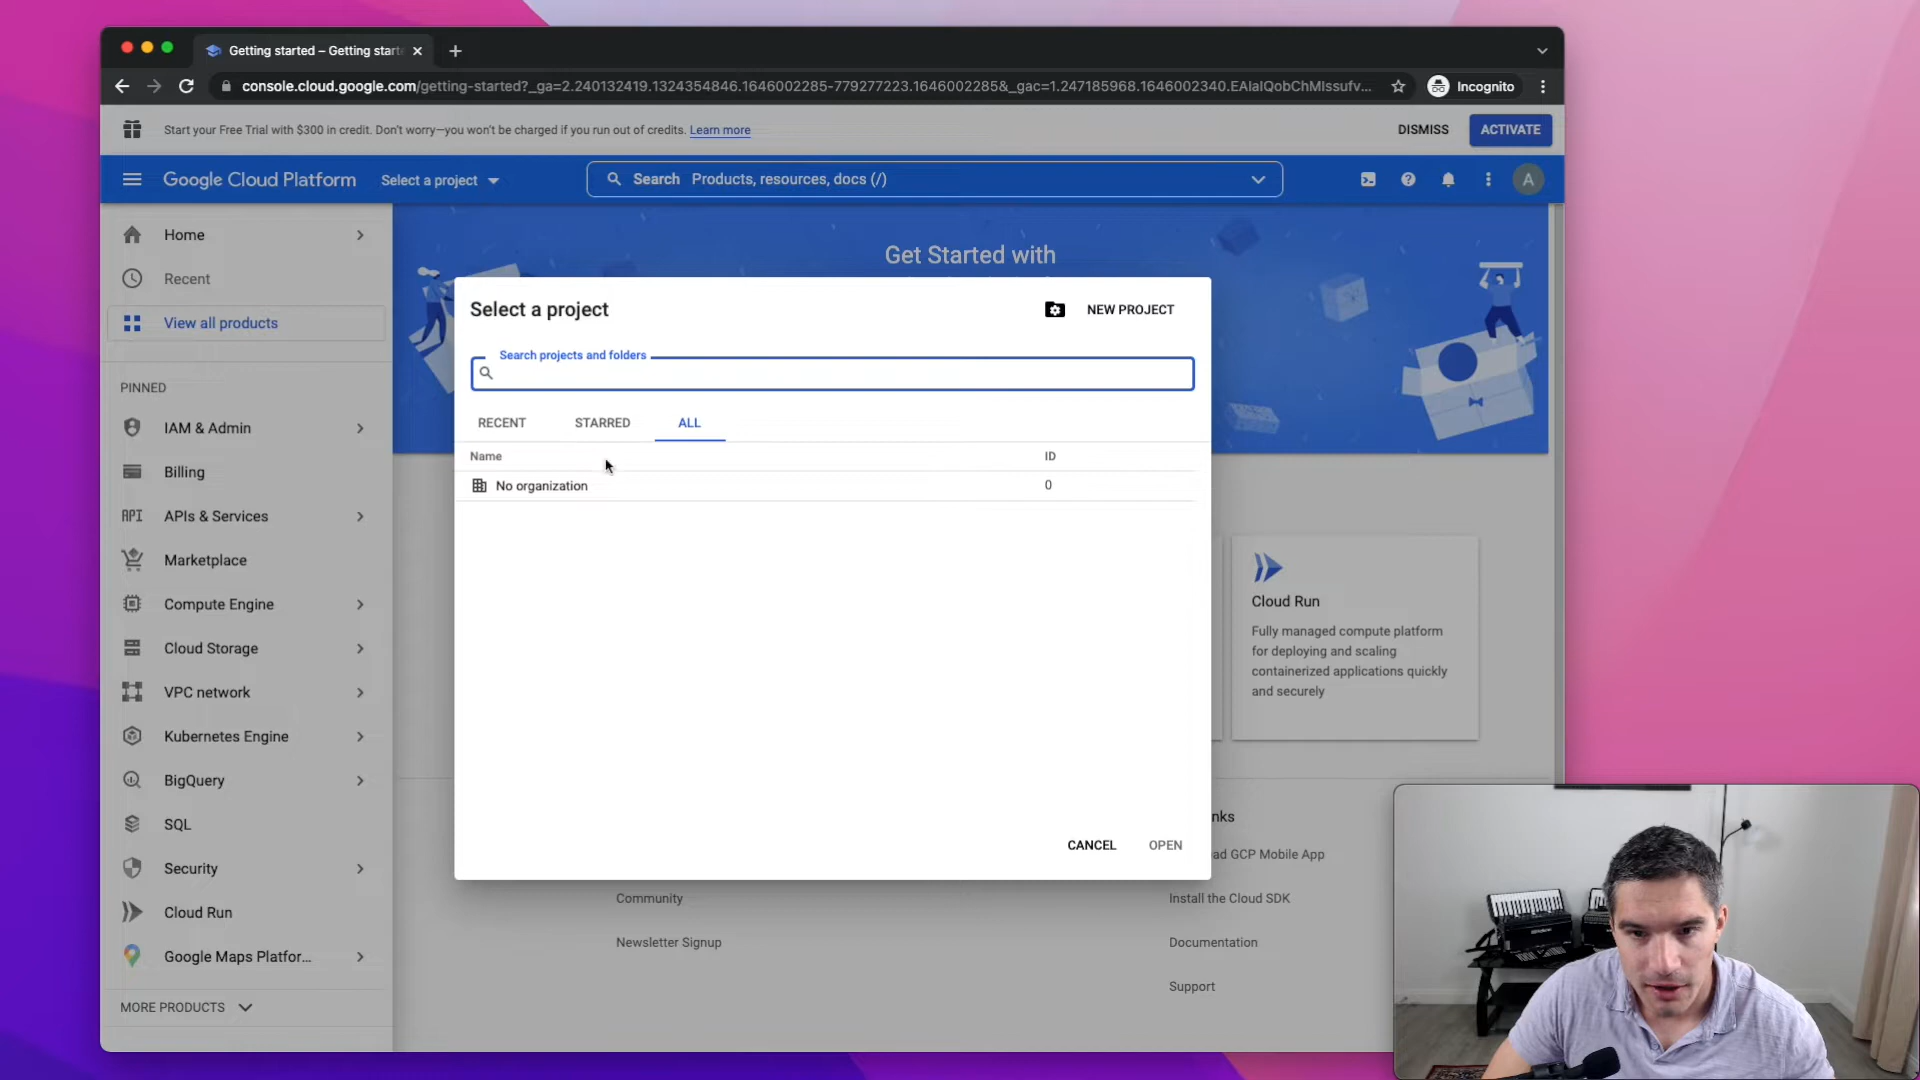 Getting started – Getting start
console.cloud.google.com/getting-started?_ga=2.240132419.1324354846.1646002285-779277223.1646002285&_gac=1.247185968.1646002340.EAIaIQobChMIssufv...
Incognito
Start your Free Trial with $300 in credit. Don't worry—you won't be charged if you run out of credits. Learn more
DISMISS
ACTIVATE
Google Cloud Platform
Select a project
Search Products, resources, docs (/)
A
Home
Recent
View all products
PINNED
IAM & Admin
Billing
API APIs & Services
Marketplace
Compute Engine
Cloud Storage
VPC network
Kubernetes Engine
BigQuery
SQL
Security
Cloud Run
Google Maps Platfor...
MORE PRODUCTS
Get Started with
Select a project
NEW PROJECT
Search projects and folders
RECENT
STARRED
ALL
Name
ID
No organization
0
CANCEL
OPEN
Cloud Run
Fully managed compute platform
for deploying and scaling
containerized applications quickly
and securely
nks
ad GCP Mobile App
Community
Install the Cloud SDK
Newsletter Signup
Documentation
Support